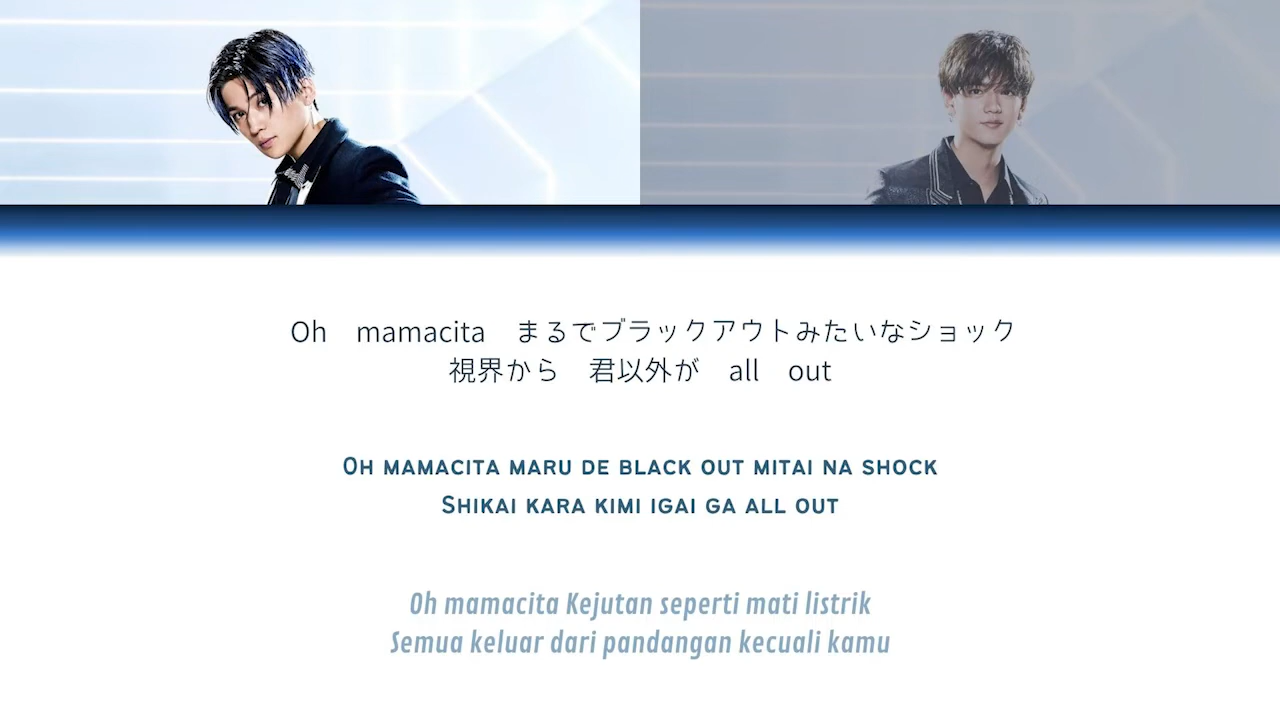 Oh　mamacita　まるでブラックアウトみたいなショック
視界から　君以外が　all　out
Oh mamacita maru de black out mitai na shock
Shikai kara kimi igai ga all out
Oh mamacita Kejutan seperti mati listrik
Semua keluar dari pandangan kecuali kamu